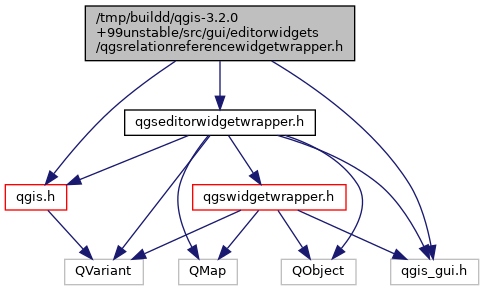 /tmp/buildd/qgis-3.2.0
+99unstable/src/gui/editorwidgets
/qgsrelationreferencewidgetwrapper.h
qgseditorwidgetwrapper.h
qgis.h
qgswidgetwrapper.h
QVariant
QMap
QObject
qgis_gui.h